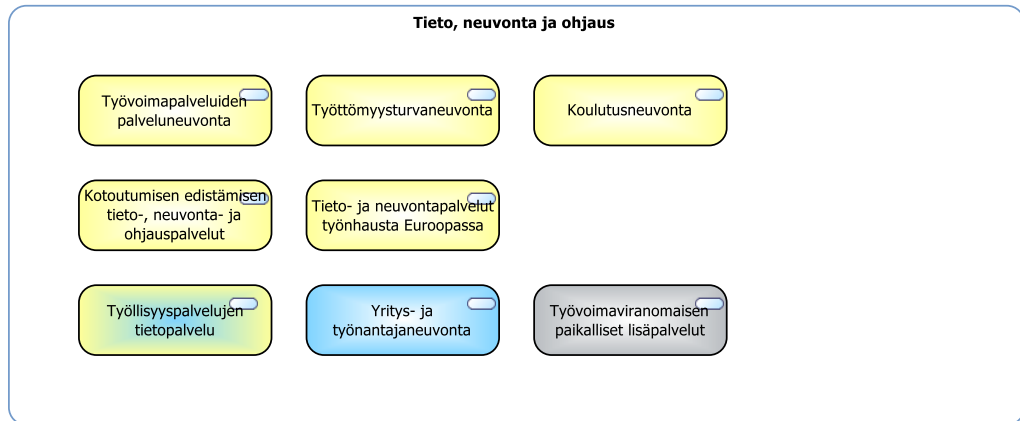 Tieto, neuvonta ja ohjaus
Työvoimapalveluiden
palveluneuvonta
Työttömyysturvaneuvonta
Koulutusneuvonta
Kotoutumisen edistämisen
tieto-, neuvonta- ja
ohjauspalvelut
Tieto- ja neuvontapalvelut
työnhausta Euroopassa
Työllisyyspalvelujen
tietopalvelu
Yritys- ja
työnantajaneuvonta
Työvoimaviranomaisen
paikalliset lisäpalvelut